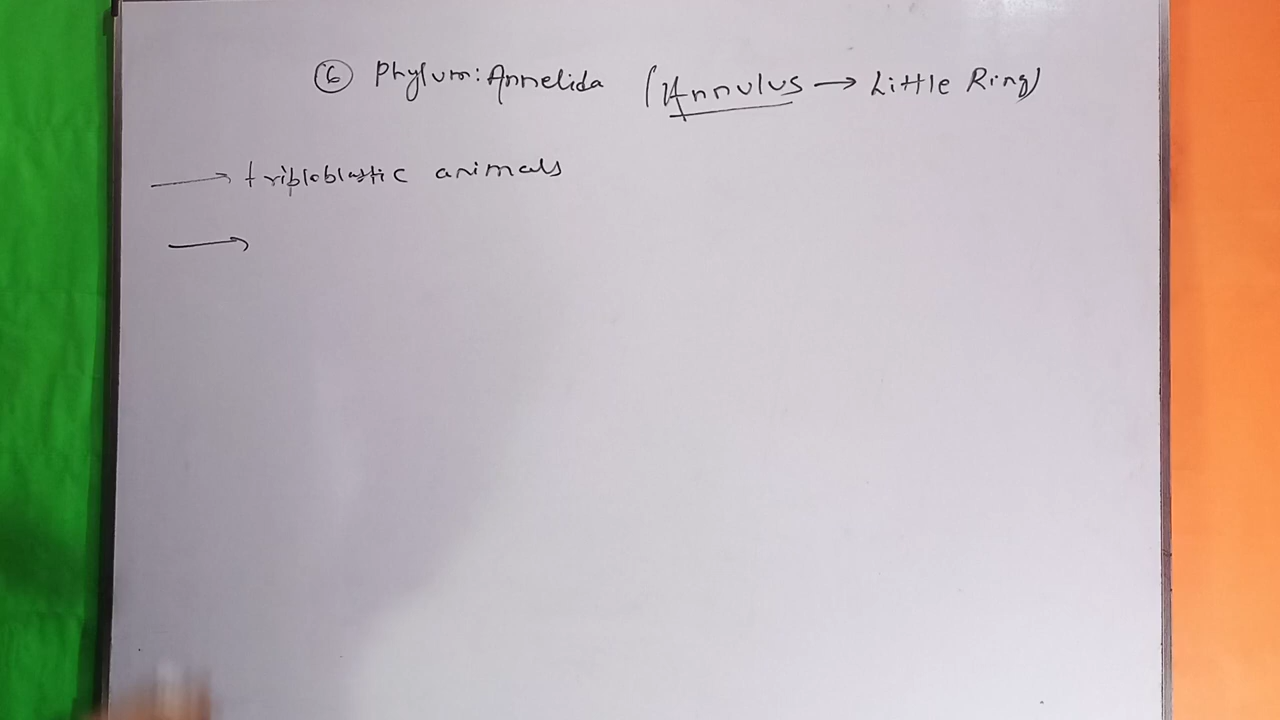 ⑥ Phylum: Annelida (Annulus → Little Ring)
→ triploblastic animals
→